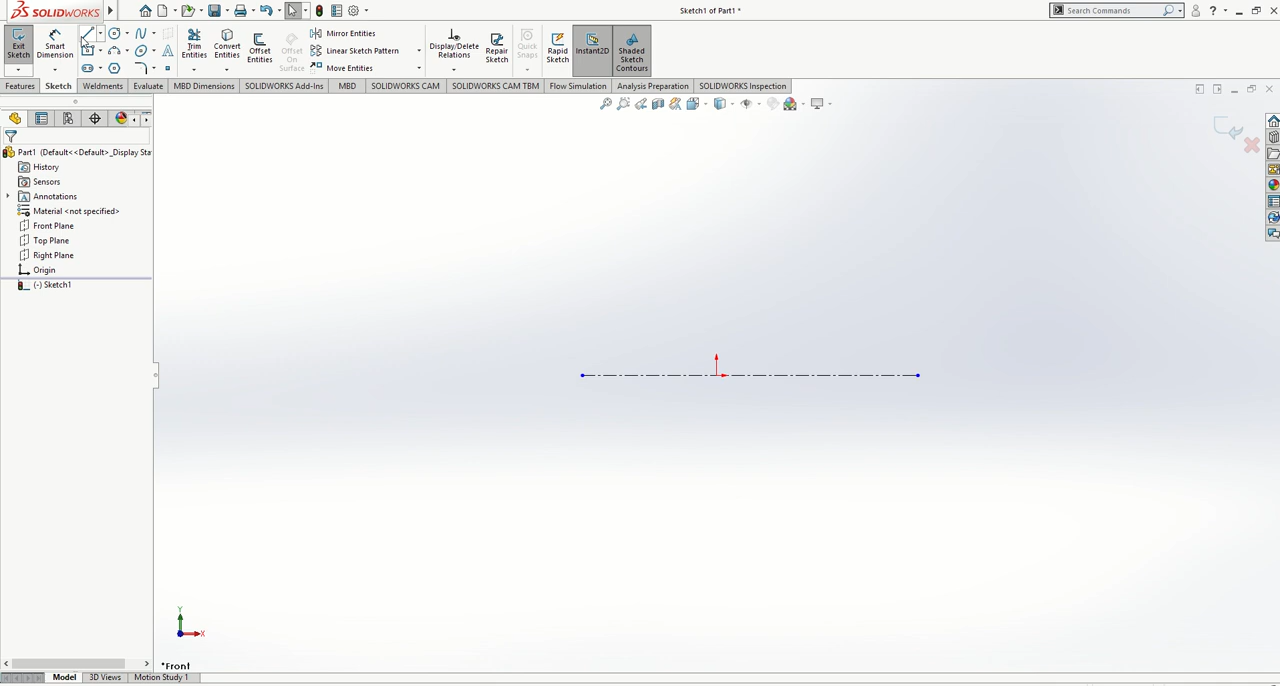 SOLIDWORKS
Sketch1 of Part1 *
Search Commands
?
Exit Sketch
Smart Dimension
Trim Entities
Convert Entities
Offset Entities
Offset On Surface
Mirror Entities
Linear Sketch Pattern
Move Entities
Display/Delete Relations
Repair Sketch
Quick Snaps
Rapid Sketch
Instant2D
Shaded Sketch Contours
Features
Sketch
Weldments
Evaluate
MBD Dimensions
SOLIDWORKS Add-Ins
MBD
SOLIDWORKS CAM
SOLIDWORKS CAM TBM
Flow Simulation
Analysis Preparation
SOLIDWORKS Inspection
Part1 (Default<<Default>_Display Sta
History
Sensors
Annotations
Material <not specified>
Front Plane
Top Plane
Right Plane
Origin
(-) Sketch1
Y
X
*Front
Model
3D Views
Motion Study 1